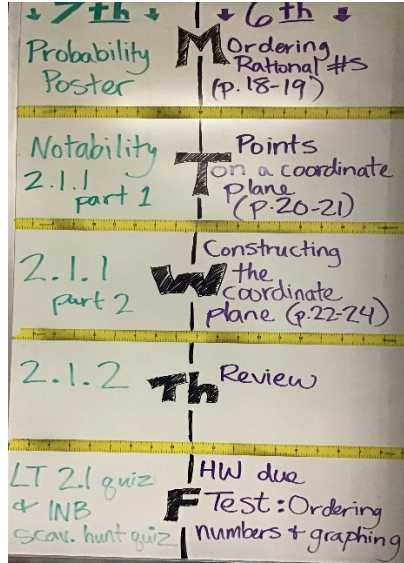 ↓ 7th ↓
↓ 6th ↓
Probability
Poster
M
Ordering
Rational #s
(p. 18-19)
Notability
2.1.1
part 1
T
Points
on a coordinate
plane
(p. 20-21)
2.1.1
part 2
W
Constructing
the
coordinate
plane (p. 22-24)
2.1.2
Th
Review
LT 2.1 quiz
& INB
scav. hunt quiz
F
HW due
Test: Ordering
numbers + graphing